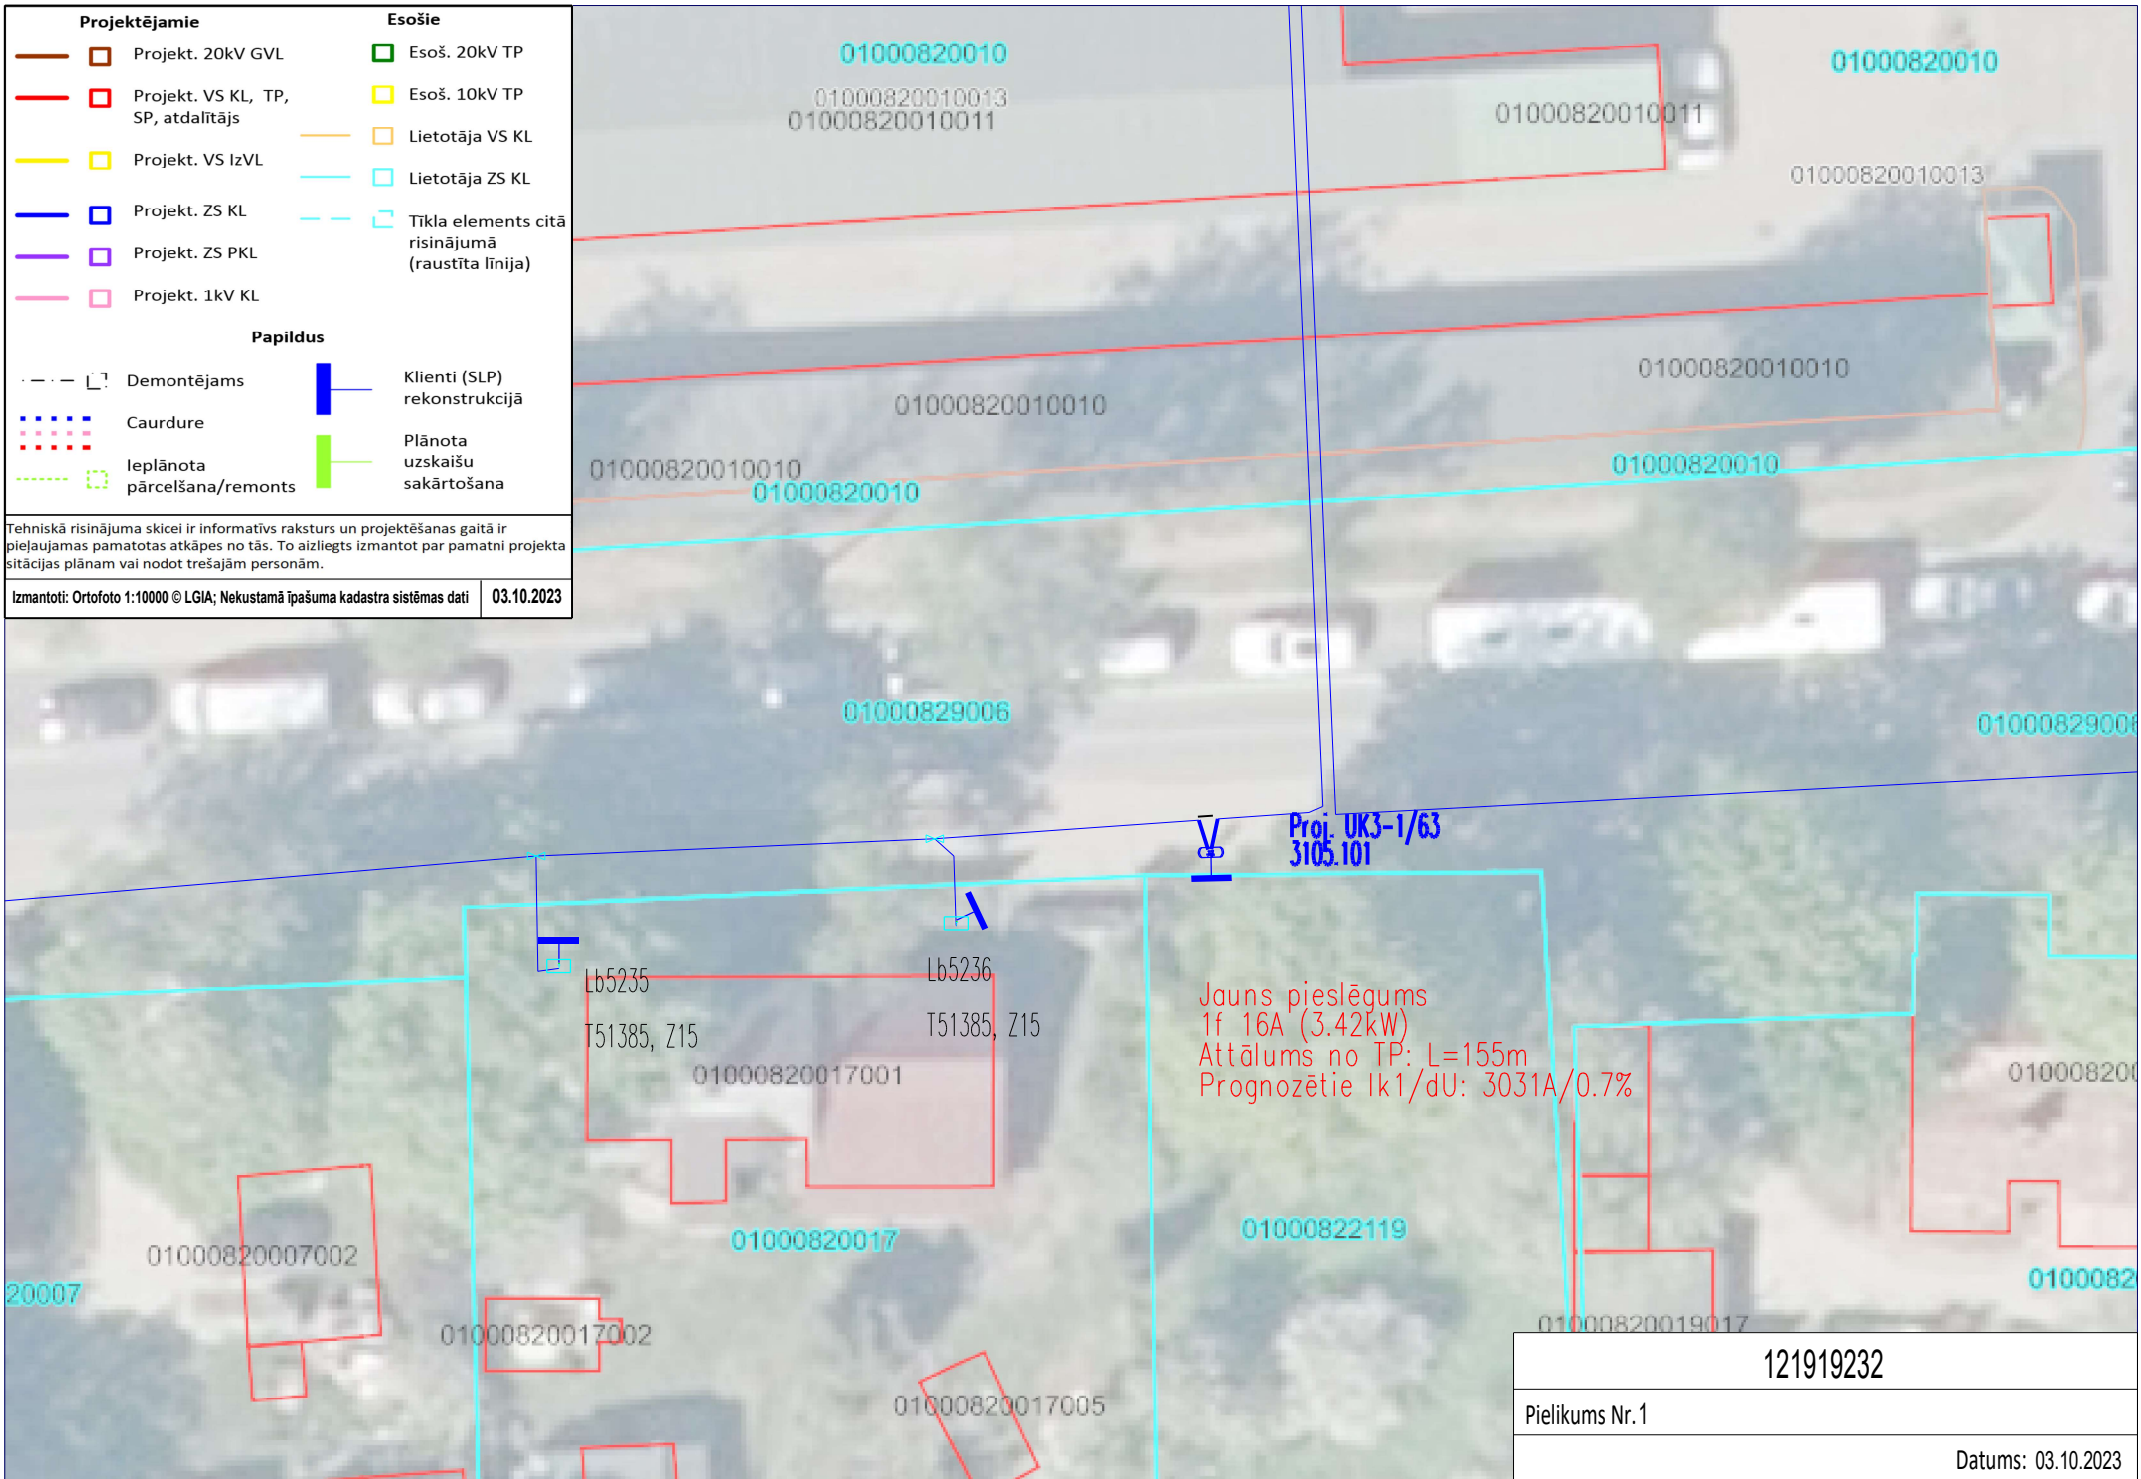 Projektējamie
Esošie
Projekt. 20kV GVL
Esoš. 20kV TP
Projekt. VS KL, TP,
SP, atdalītājs
Esoš. 10kV TP
Lietotāja VS KL
Projekt. VS IzVL
Lietotāja ZS KL
Projekt. ZS KL
Tīkla elements citā
risinājumā
(raustīta līnija)
Projekt. ZS PKL
Projekt. 1kV KL
Papildus
Demontējams
Klienti (SLP)
rekonstrukcijā
Caurdure
Plānota
uzskaišu
sakārtošana
Ieplānota
pārcelšana/remonts
Tehniskā risinājuma skicei ir informatīvs raksturs un projektēšanas gaitā ir
pieļaujamas pamatotas atkāpes no tās. To aizliegts izmantot par pamatni projekta
sitācijas plānam vai nodot trešajām personām.
Izmantoti: Ortofoto 1:10000 © LGIA; Nekustamā īpašuma kadastra sistēmas dati
03.10.2023
01000820010
01000820010
01000820010013
01000820010011
01000820010011
01000820010013
01000820010010
01000820010010
01000820010010
01000820010
01000820010
01000829006
01000829006
Proj. UK3-1/63
3105.101
Lb5235
T51385, Z15
Lb5236
T51385, Z15
Jauns pieslēgums
1f 16A (3.42kW)
Attālums no TP: L=155m
Prognozētie Ik1/dU: 3031A/0.7%
01000820017001
010008200
01000820017
01000822119
01000820007002
20007
0100082
01000820017002
01000820019017
01000820017005
121919232
Pielikums Nr.1
Datums: 03.10.2023